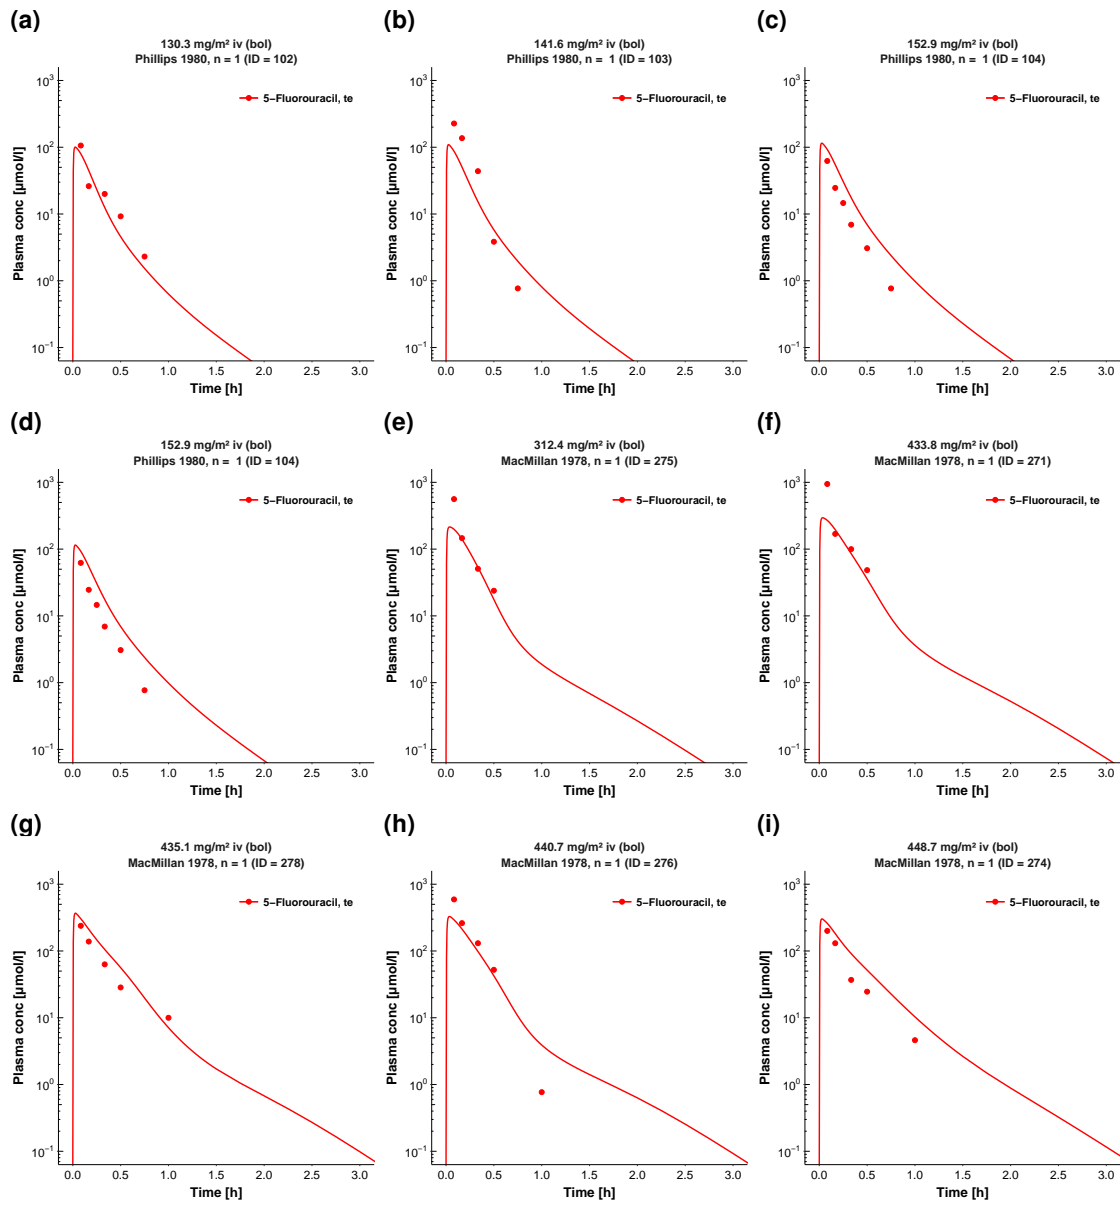 (a)
130.3 mg/m² iv (bol)
Phillips 1980, n = 1 (ID = 102)
5−Fluorouracil, te
Plasma conc [µmol/l]
10³
10²
10¹
10⁰
10⁻¹
0.0 0.5 1.0 1.5 2.0 2.5 3.0
Time [h]
(b)
141.6 mg/m² iv (bol)
Phillips 1980, n = 1 (ID = 103)
5−Fluorouracil, te
Plasma conc [µmol/l]
10³
10²
10¹
10⁰
10⁻¹
0.0 0.5 1.0 1.5 2.0 2.5 3.0
Time [h]
(c)
152.9 mg/m² iv (bol)
Phillips 1980, n = 1 (ID = 104)
5−Fluorouracil, te
Plasma conc [µmol/l]
10³
10²
10¹
10⁰
10⁻¹
0.0 0.5 1.0 1.5 2.0 2.5 3.0
Time [h]
(d)
152.9 mg/m² iv (bol)
Phillips 1980, n = 1 (ID = 104)
5−Fluorouracil, te
Plasma conc [µmol/l]
10³
10²
10¹
10⁰
10⁻¹
0.0 0.5 1.0 1.5 2.0 2.5 3.0
Time [h]
(e)
312.4 mg/m² iv (bol)
MacMillan 1978, n = 1 (ID = 275)
5−Fluorouracil, te
Plasma conc [µmol/l]
10³
10²
10¹
10⁰
10⁻¹
0.0 0.5 1.0 1.5 2.0 2.5 3.0
Time [h]
(f)
433.8 mg/m² iv (bol)
MacMillan 1978, n = 1 (ID = 271)
5−Fluorouracil, te
Plasma conc [µmol/l]
10³
10²
10¹
10⁰
10⁻¹
0.0 0.5 1.0 1.5 2.0 2.5 3.0
Time [h]
(g)
435.1 mg/m² iv (bol)
MacMillan 1978, n = 1 (ID = 278)
5−Fluorouracil, te
Plasma conc [µmol/l]
10³
10²
10¹
10⁰
10⁻¹
0.0 0.5 1.0 1.5 2.0 2.5 3.0
Time [h]
(h)
440.7 mg/m² iv (bol)
MacMillan 1978, n = 1 (ID = 276)
5−Fluorouracil, te
Plasma conc [µmol/l]
10³
10²
10¹
10⁰
10⁻¹
0.0 0.5 1.0 1.5 2.0 2.5 3.0
Time [h]
(i)
448.7 mg/m² iv (bol)
MacMillan 1978, n = 1 (ID = 274)
5−Fluorouracil, te
Plasma conc [µmol/l]
10³
10²
10¹
10⁰
10⁻¹
0.0 0.5 1.0 1.5 2.0 2.5 3.0
Time [h]